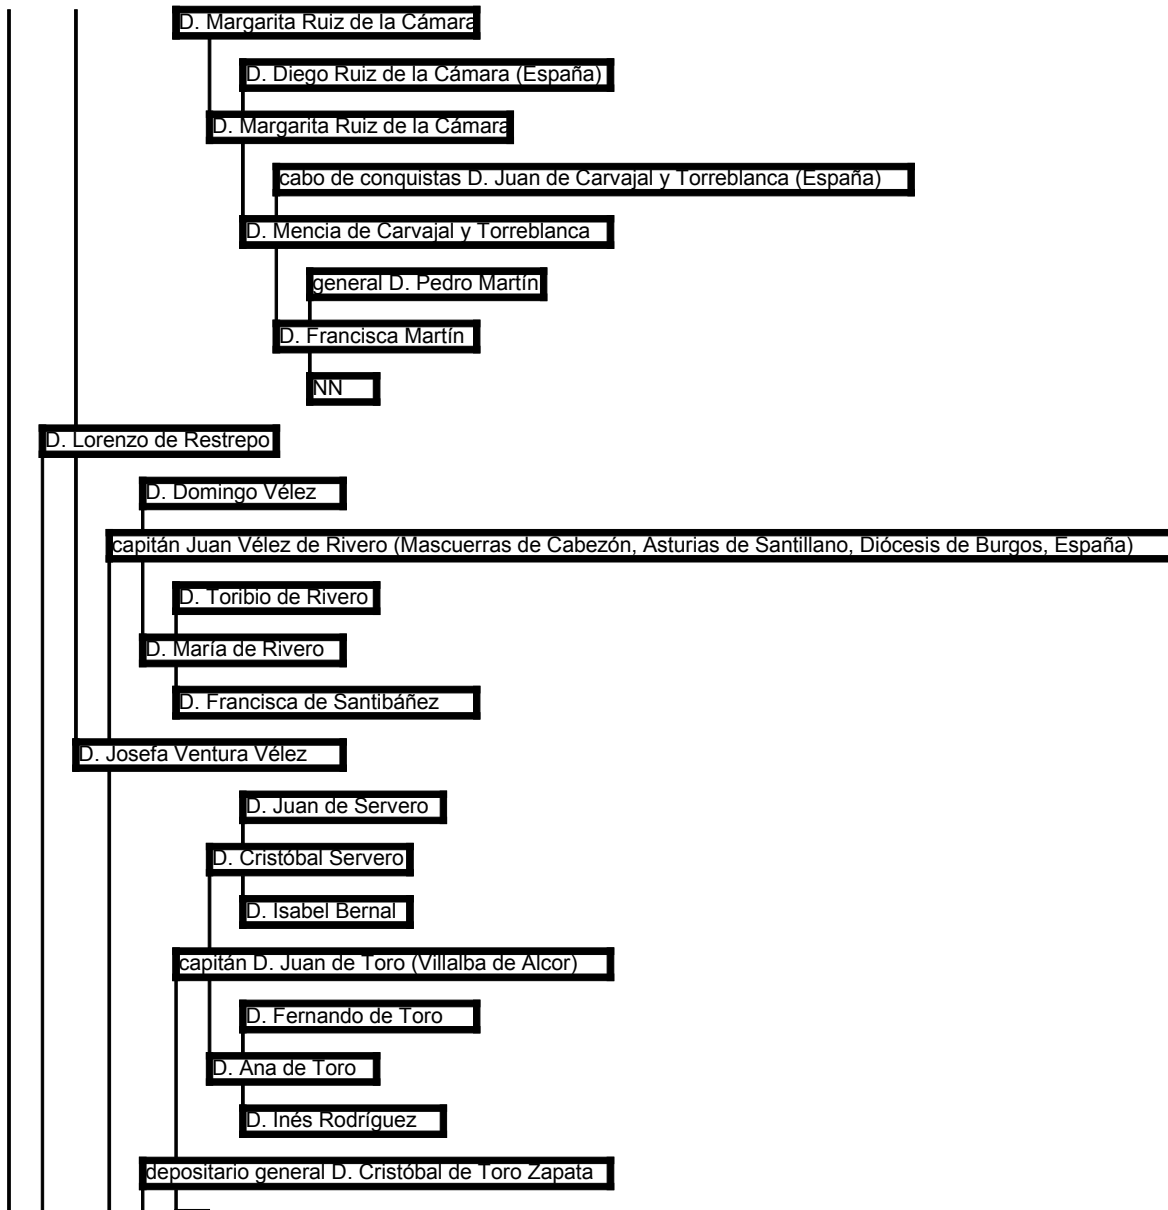 D. Margarita Ruiz de la Cámara
D. Diego Ruiz de la Cámara (España)
D. Margarita Ruiz de la Cámara
cabo de conquistas D. Juan de Carvajal y Torreblanca (España)
D. Mencia de Carvajal y Torreblanca
general D. Pedro Martín
D. Francisca Martín
NN
D. Lorenzo de Restrepo
D. Domingo Vélez
capitán Juan Vélez de Rivero (Mascuerras de Cabezón, Asturias de Santillano, Diócesis de Burgos, España)
D. Toribio de Rivero
D. María de Rivero
D. Francisca de Santibáñez
D. Josefa Ventura Vélez
D. Juan de Servero
D. Cristóbal Servero
D. Isabel Bernal
capitán D. Juan de Toro (Villalba de Alcor)
D. Fernando de Toro
D. Ana de Toro
D. Inés Rodríguez
depositario general D. Cristóbal de Toro Zapata